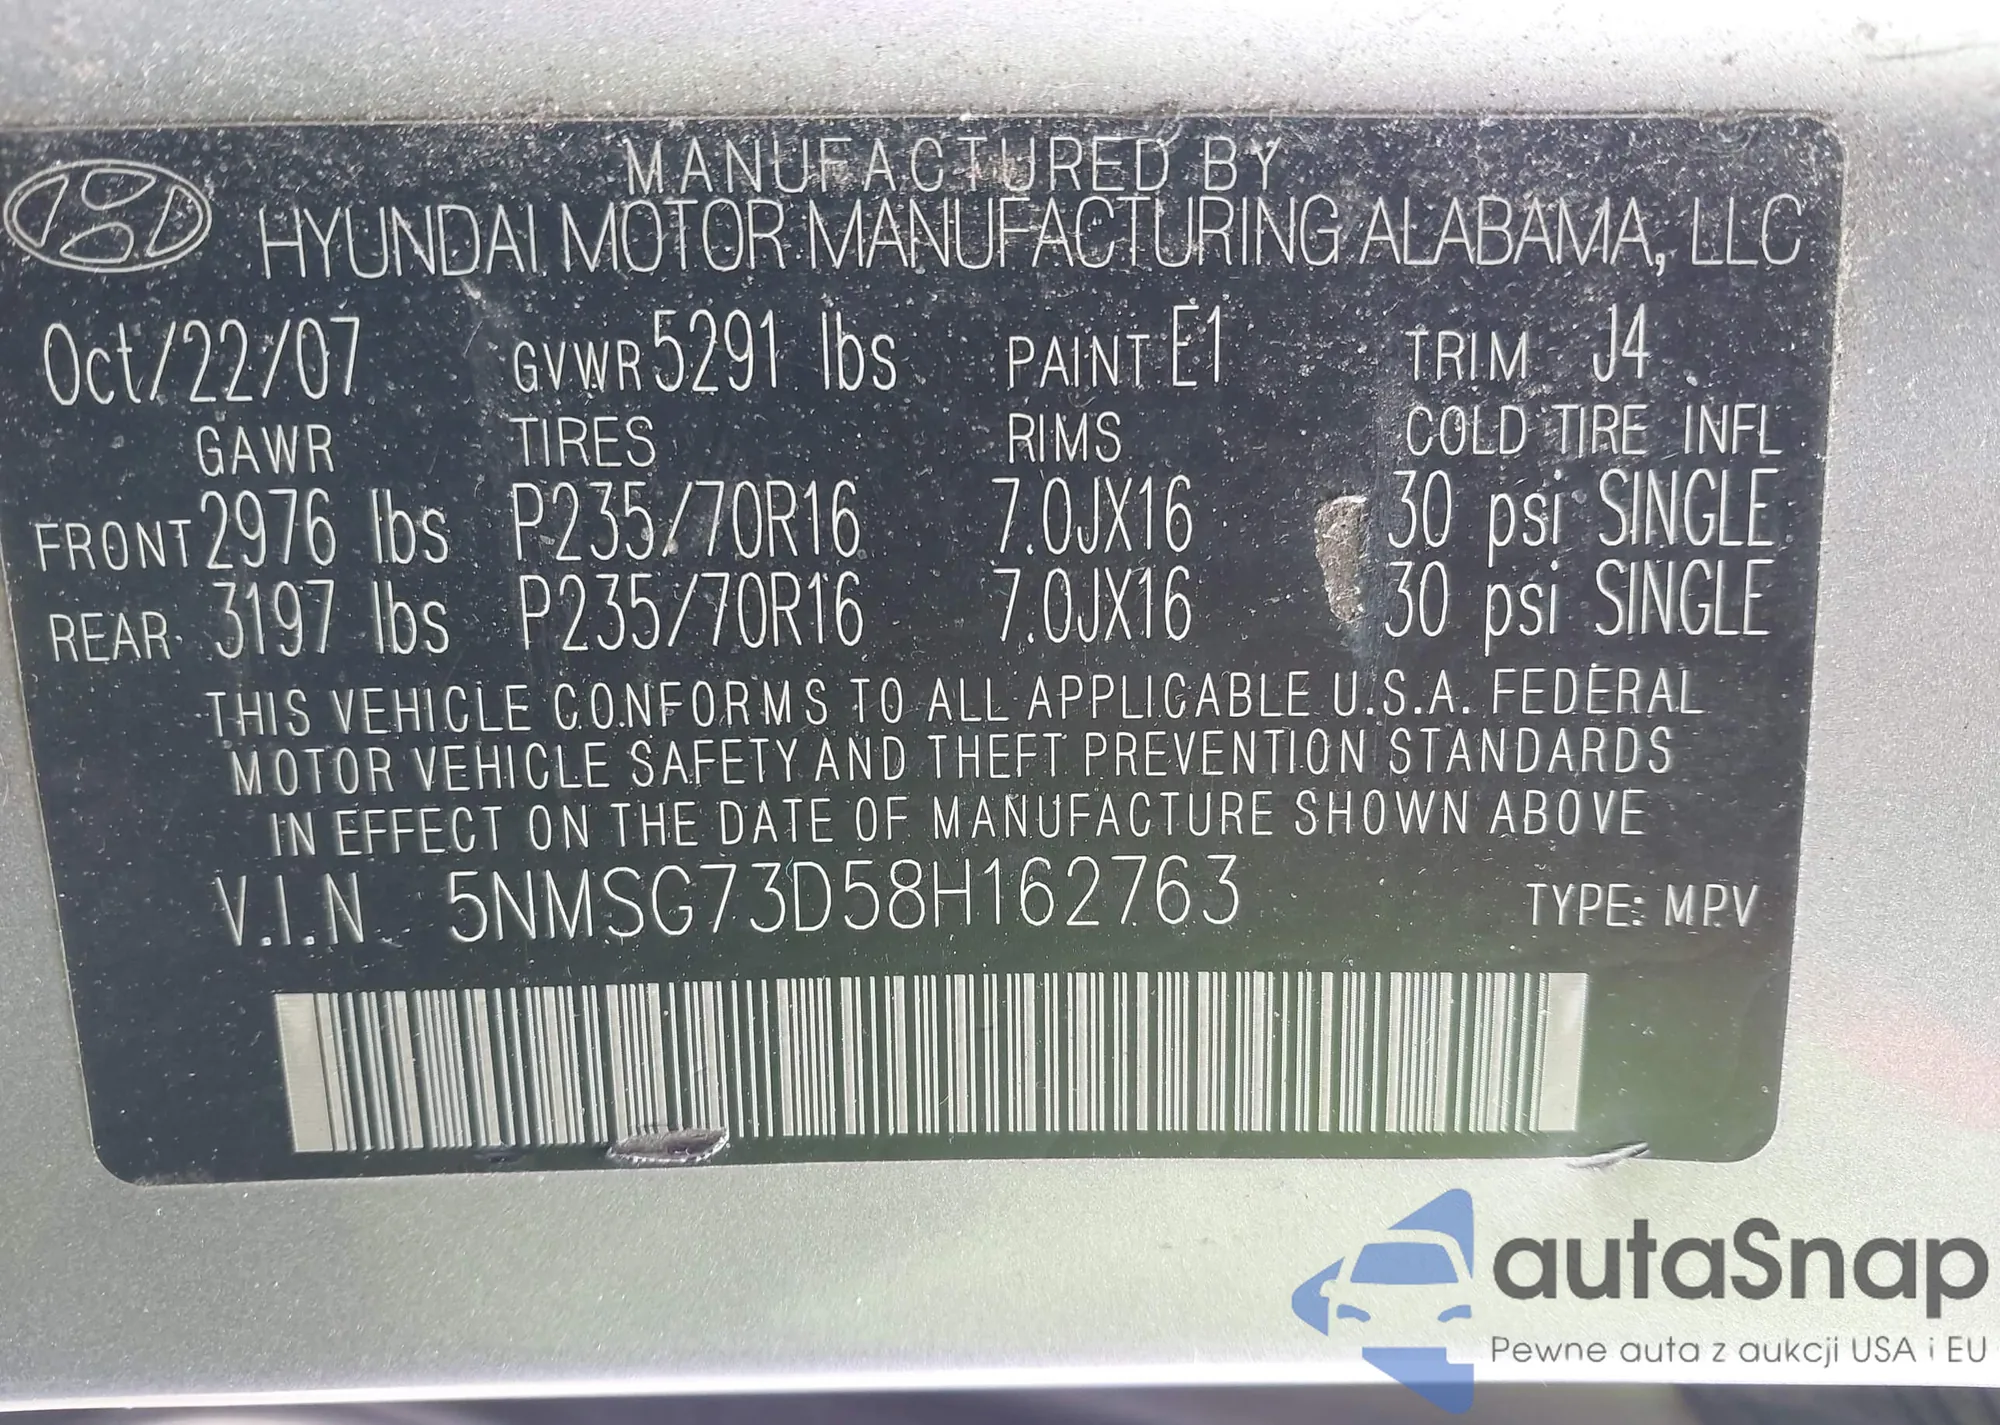 MANUFACTURED BY
HYUNDAI MOTOR MANUFACTURING ALABAMA, LLC
Oct/22/07 GVWR 5291 lbs PAINT E1 TRIM J4
GAWR TIRES RIMS COLD TIRE INFL
FRONT 2976 lbs P235/70R16 7.0JX16 30 psi SINGLE
REAR 3197 lbs P235/70R16 7.0JX16 30 psi SINGLE
THIS VEHICLE CONFORMS TO ALL APPLICABLE U.S.A. FEDERAL
MOTOR VEHICLE SAFETY AND THEFT PREVENTION STANDARDS
IN EFFECT ON THE DATE OF MANUFACTURE SHOWN ABOVE
V.I.N. 5NMSG73D58H162763 TYPE: MPV
autaSnap
Pewne auta z aukcji USA i EU